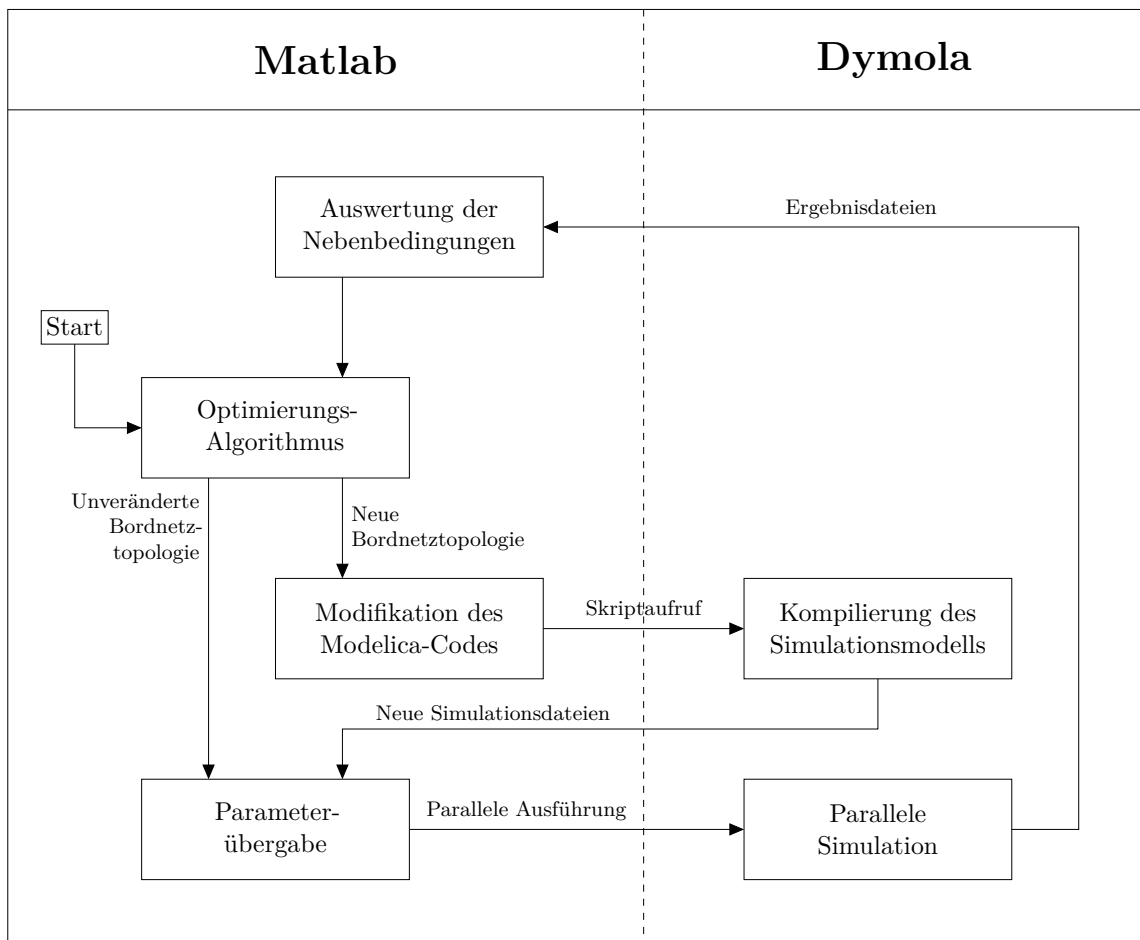 Matlab
Dymola
Auswertung der
Nebenbedingungen
Ergebnisdateien
Start
Optimierungs-
Algorithmus
Unveränderte
Bordnetz-
topologie
Neue
Bordnetztopologie
Modifikation des
Modelica-Codes
Skriptaufruf
Kompilierung des
Simulationsmodells
Neue Simulationsdateien
Parameter-
übergabe
Parallele Ausführung
Parallele
Simulation